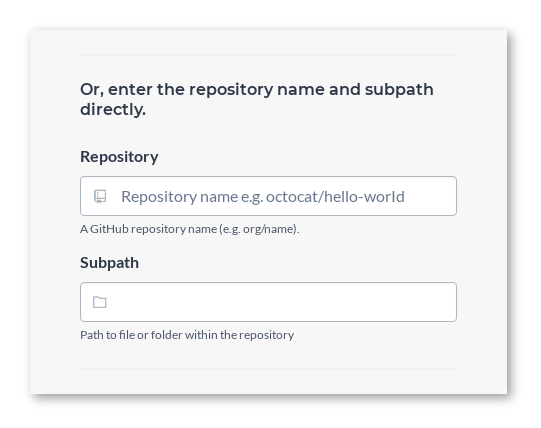 Or, enter the repository name and subpath
directly.
Repository
Repository name e.g. octocat/hello-world
A GitHub repository name (e.g. org/name).
Subpath
Path to file or folder within the repository